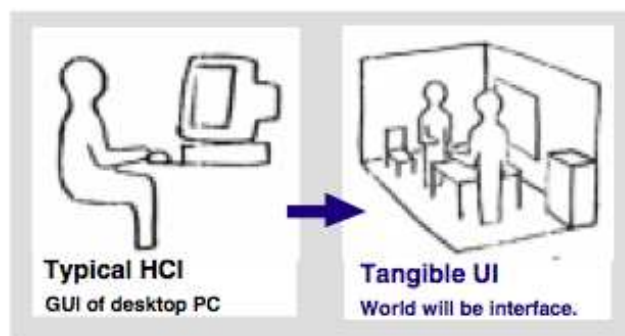 Typical HCI
GUI of desktop PC
Tangible UI
World will be interface.